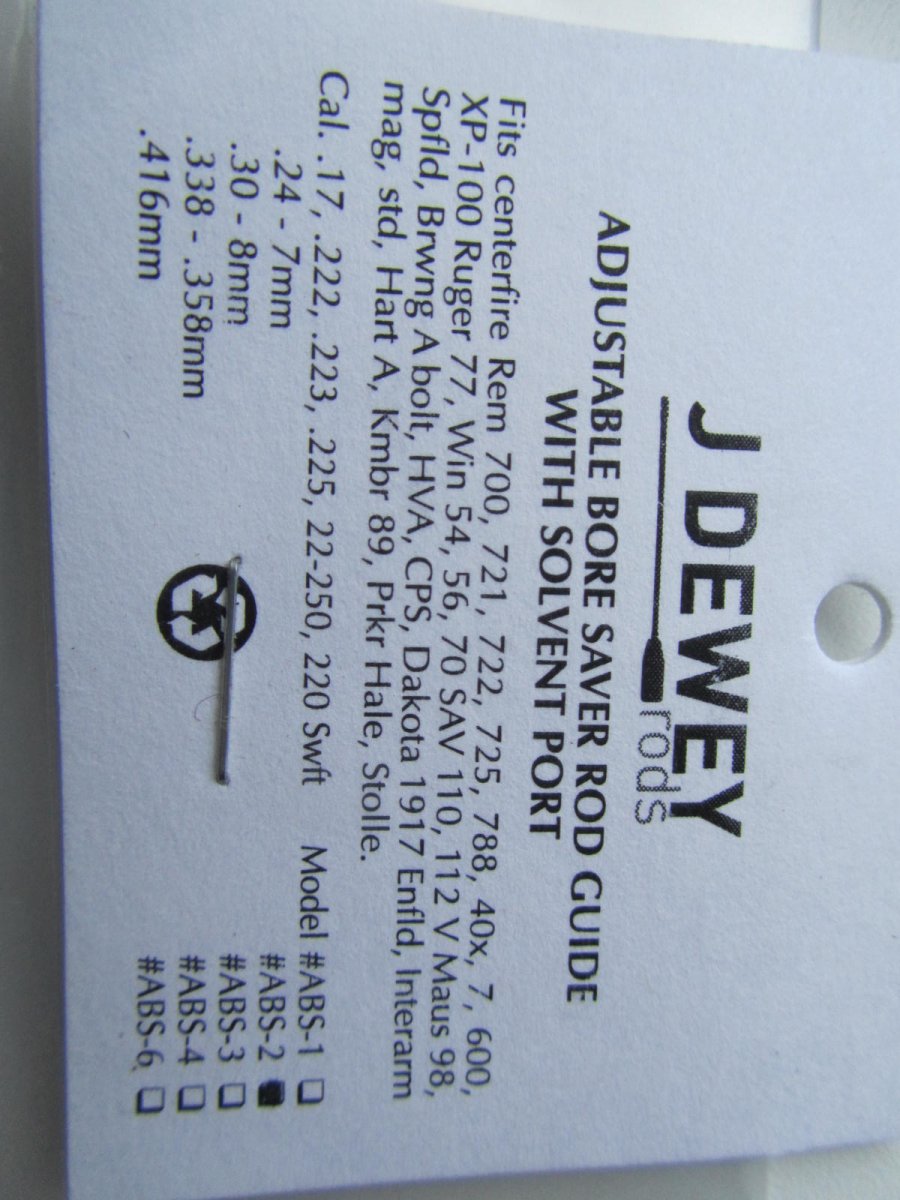 J DEWEY
rods
ADJUSTABLE BORE SAVER ROD GUIDE
WITH SOLVENT PORT
Fits centerfire Rem 700, 721, 722, 725, 788, 40x, 7, 600,
XP-100 Ruger 77, Win 54, 56, 70 SAV 110, 112 V Maus 98,
Spfld, Brwng A bolt, HVA, CPS, Dakota 1917 Enfld, Interarm
mag, std, Hart A, Kmbr 89, Prkr Hale, Stolle.
Cal. .17, .222, .223, .225, 22-250, 220 Swft Model #ABS-1 □
.24 - 7mm #ABS-2 ■
.30 - 8mm #ABS-3 □
.338 - .358mm #ABS-4 □
.416mm #ABS-6 □